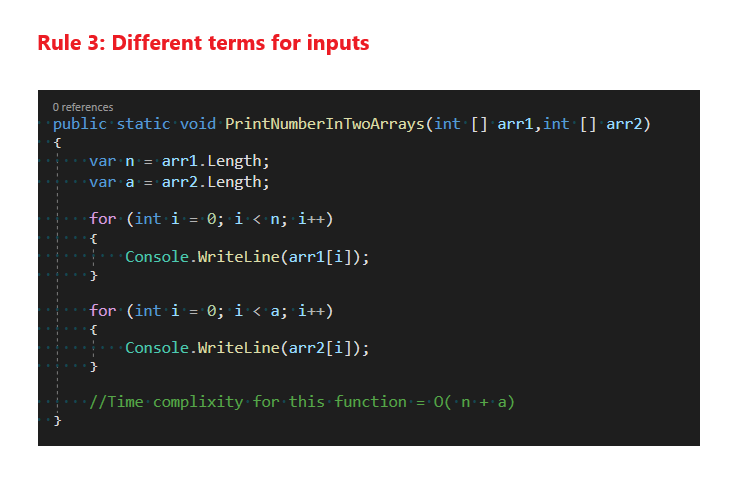 Rule 3: Different terms for inputs
0 references
public static void PrintNumberInTwoArrays(int [] arr1,int [] arr2)
{
var n = arr1.Length;
var a = arr2.Length;
for (int i = 0; i < n; i++)
{
Console.WriteLine(arr1[i]);
}
for (int i = 0; i < a; i++)
{
Console.WriteLine(arr2[i]);
}
//Time complixity for this function = O( n + a)
}